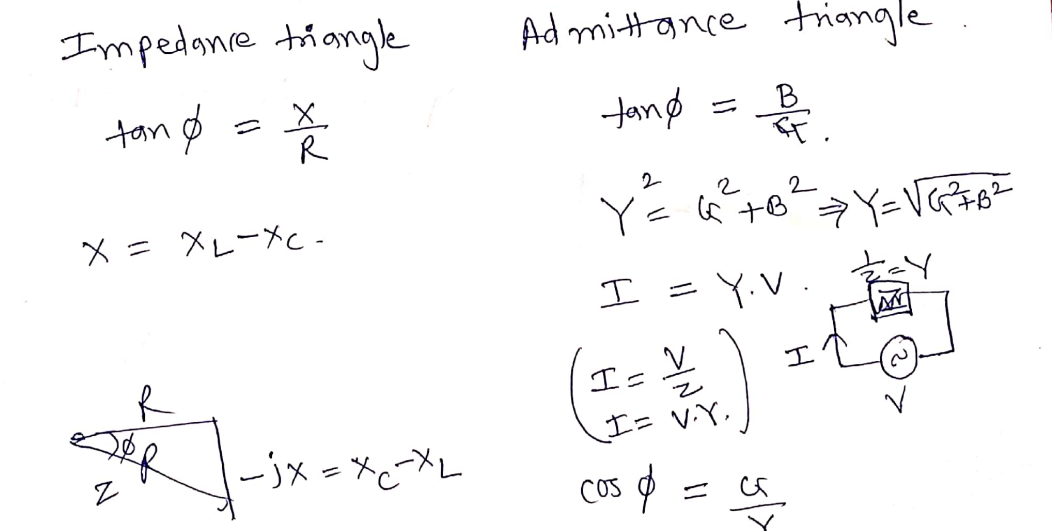 Impedance triangle
tan φ = X/R
X = XL-XC.
R
φ
R
Z
-jX = XC-XL
Admittance triangle.
tan φ = B/G.
Y² = G²+B² ⇒ Y=√G²+B²
I = Y.V.
1/Z=Y
I
V
(I = V/Z
I = V.Y.)
cos φ = G/Y